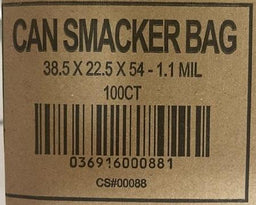 CAN SMACKER BAG
38.5 X 22.5 X 54 - 1.1 MIL
100CT
036916000881
CS#00088